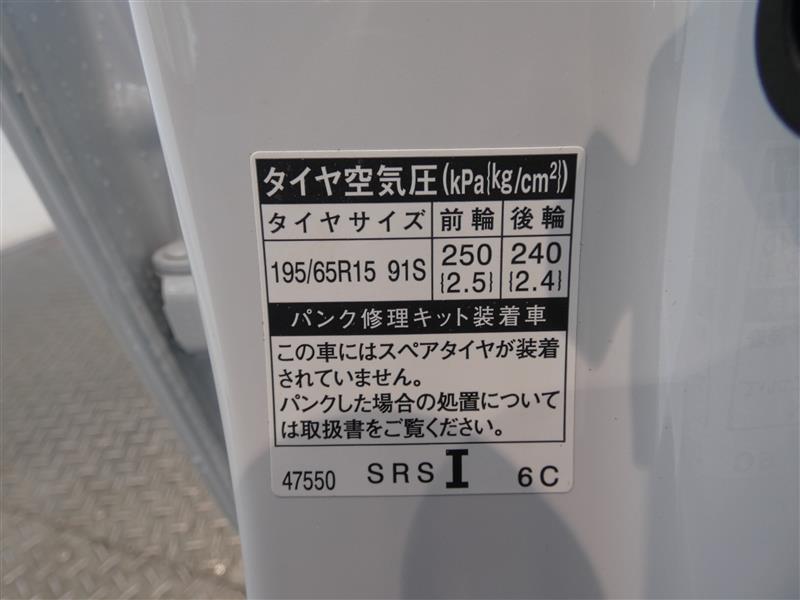 タイヤ空気圧(kPa{kg/cm²})
タイヤサイズ 前輪 後輪
195/65R15 91S 250 {2.5} 240 {2.4}
パンク修理キット装着車
この車にはスペアタイヤが装着
されていません。
パンクした場合の処置について
は取扱書をご覧ください。
47550 SRS I 6C